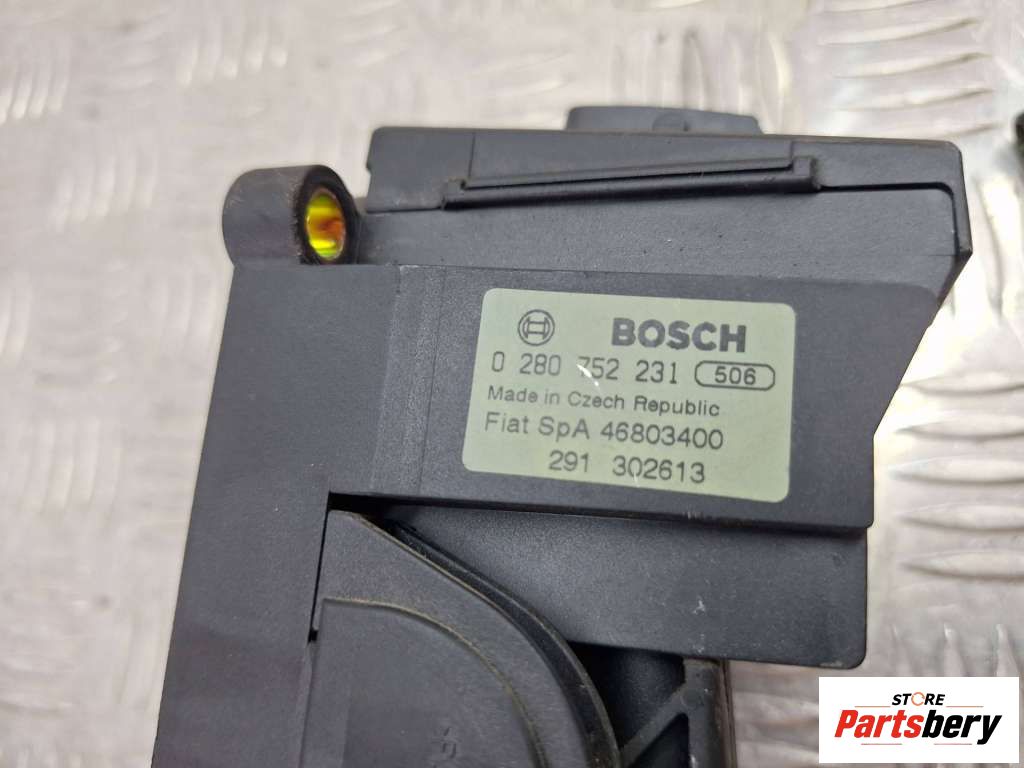 BOSCH
0 280 752 231 506
Made in Czech Republic
Fiat SpA 46803400
291 302613
STORE
Partsbery